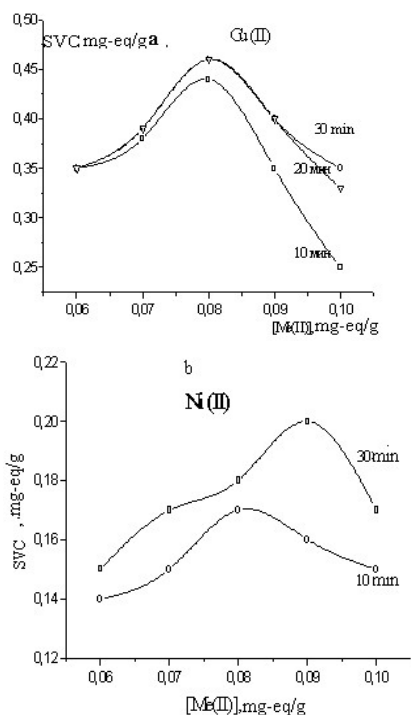 0,50
SVC.mg-eq/ga .
Cu(II)
0,45
0,40
30 min
20 мин
0,35
0,30
10 мин
0,25
0,06 0,07 0,08 0,09 0,10
[Me(II),mg-eq/g
b
0,22
Ni(II)
0,20
30min
0,18
SVC ,.mg-eq/g
0,16
10 min
0,14
0,12
0,06 0,07 0,08 0,09 0,10
[Me(II)],mg-eq/g